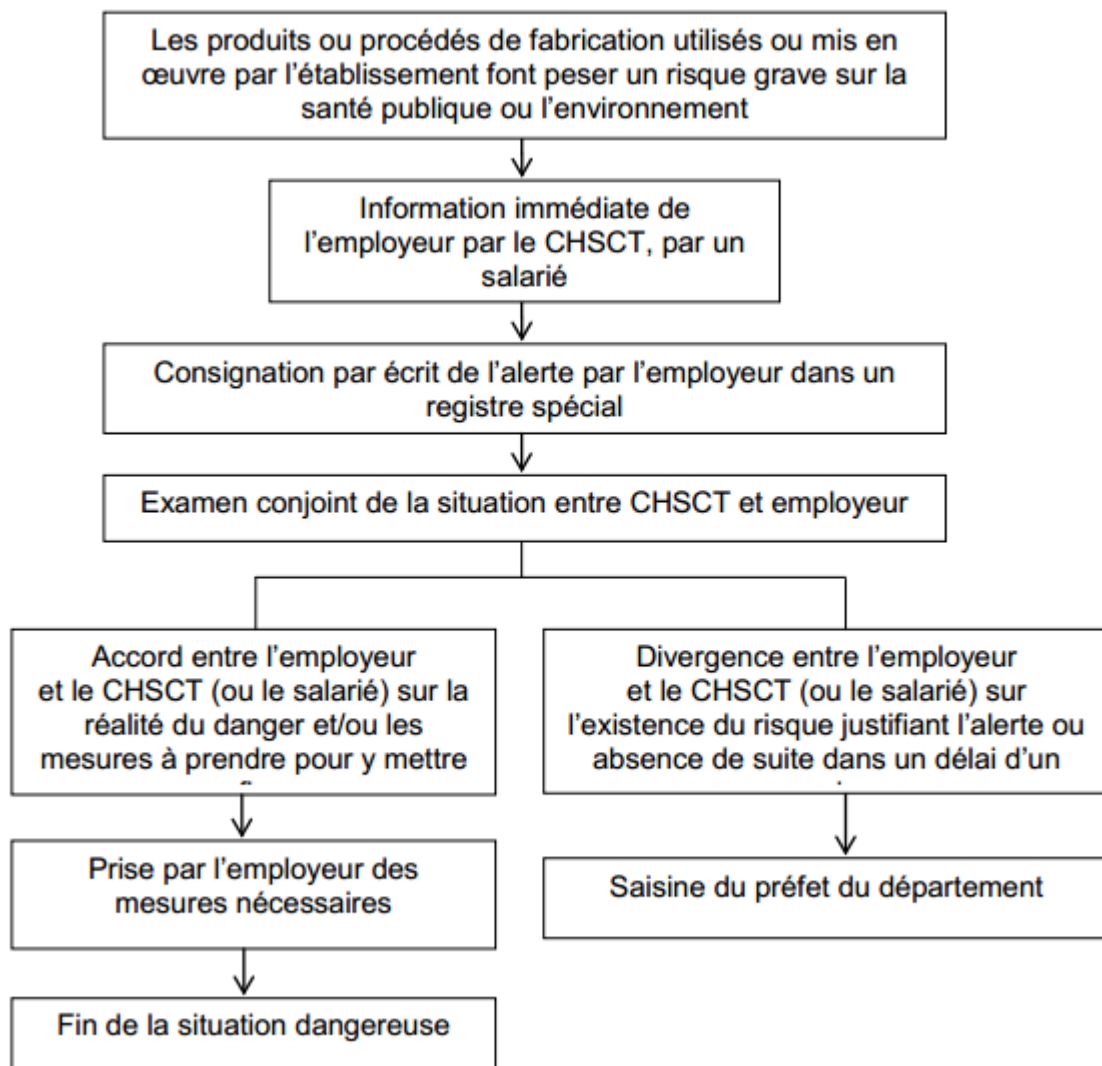 Les produits ou procédés de fabrication utilisés ou mis en
œuvre par l'établissement font peser un risque grave sur la
santé publique ou l'environnement
Information immédiate de
l'employeur par le CHSCT, par un
salarié
Consignation par écrit de l'alerte par l'employeur dans un
registre spécial
Examen conjoint de la situation entre CHSCT et employeur
Accord entre l'employeur
et le CHSCT (ou le salarié) sur la
réalité du danger et/ou les
mesures à prendre pour y mettre
Divergence entre l'employeur
et le CHSCT (ou le salarié) sur
l'existence du risque justifiant l'alerte ou
absence de suite dans un délai d'un
Prise par l'employeur des
mesures nécessaires
Saisine du préfet du département
Fin de la situation dangereuse